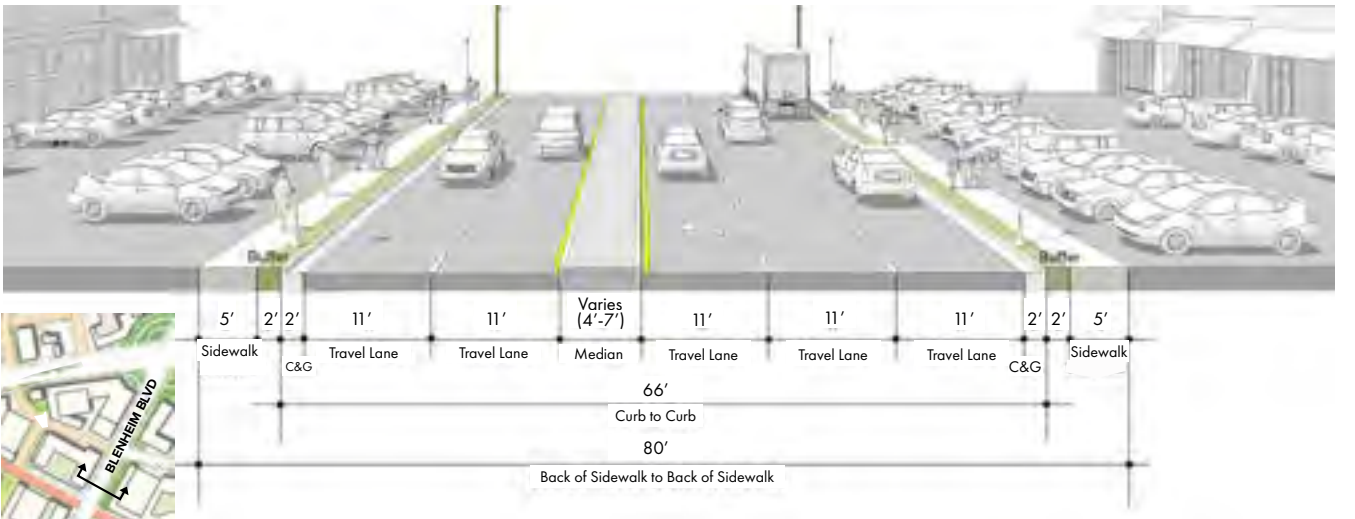 Buffer
Buffer
5' 2' 2' 11' 11' Varies (4'-7') 11' 11' 11' 2' 2' 5'
Sidewalk C&G Travel Lane Travel Lane Median Travel Lane Travel Lane Travel Lane C&G Sidewalk
66'
Curb to Curb
80'
Back of Sidewalk to Back of Sidewalk
BLENHEIM BLVD